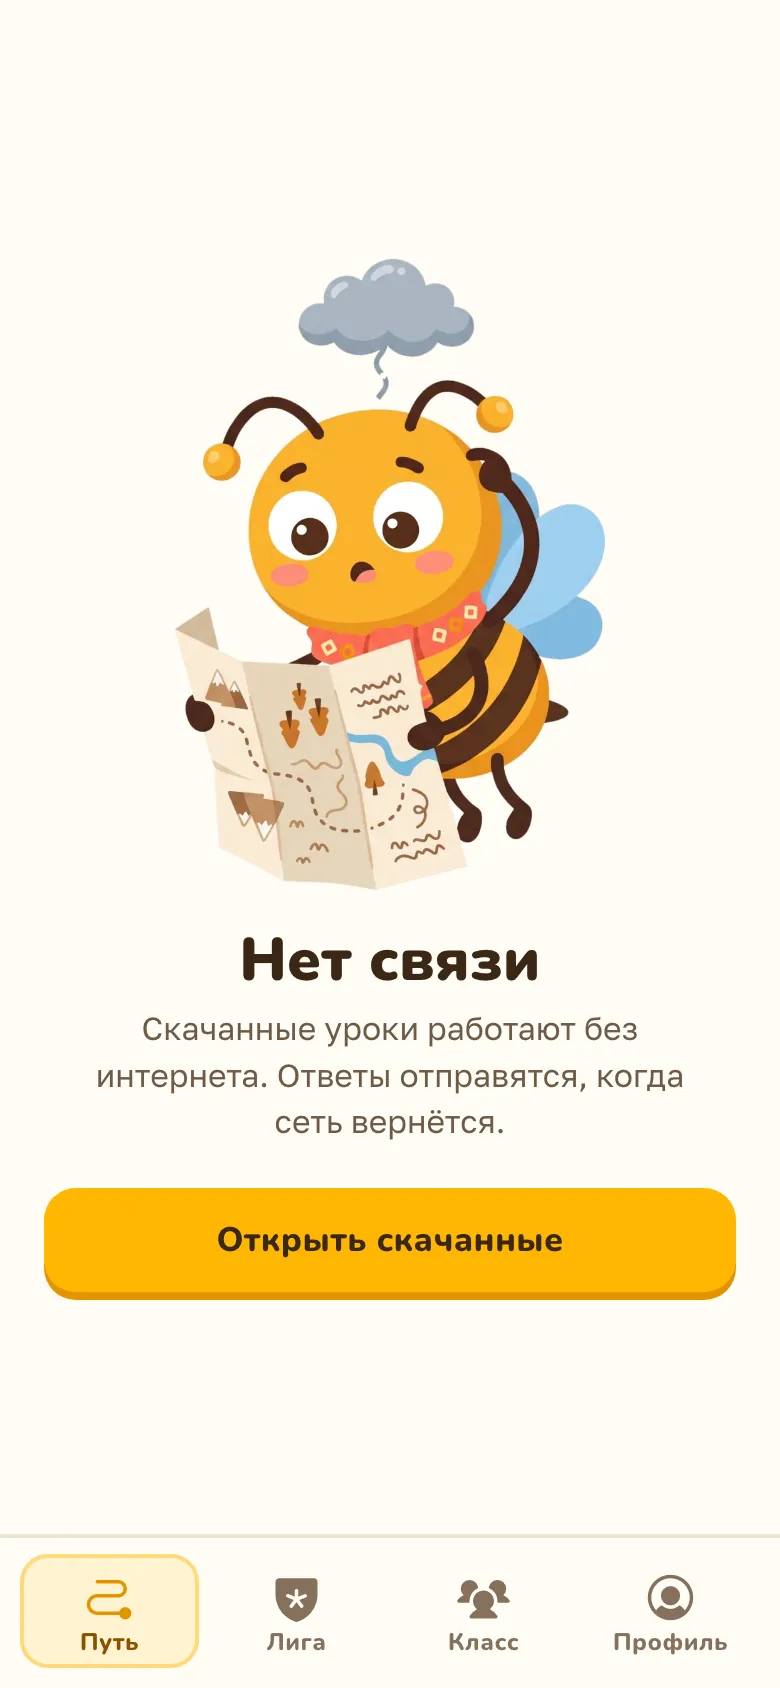 Нет связи
Скачанные уроки работают без
интернета. Ответы отправятся, когда
сеть вернётся.
Открыть скачанные
Путь
Лига
Класс
Профиль